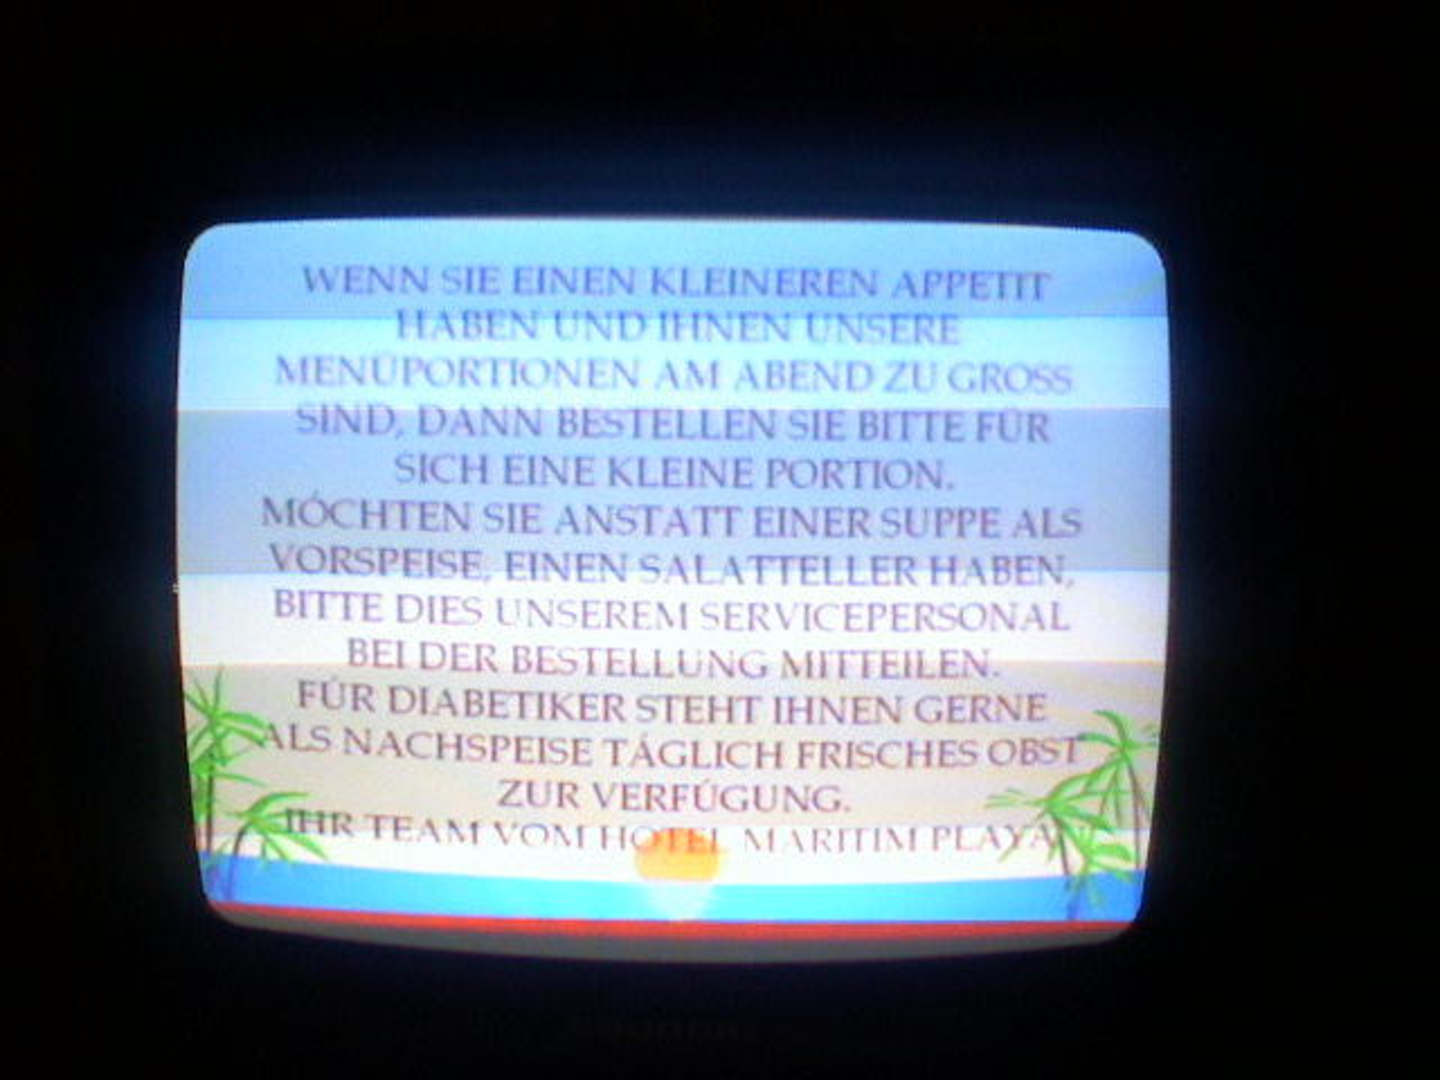 WENN SIE EINEN KLEINEREN APPETIT
HABEN UND IHNEN UNSERE
MENÜPORTIONEN AM ABEND ZU GROSS
SIND, DANN BESTELLEN SIE BITTE FÜR
SICH EINE KLEINE PORTION.
MÖCHTEN SIE ANSTATT EINER SUPPE ALS
VORSPEISE, EINEN SALATTELLER HABEN,
BITTE DIES UNSEREM SERVICEPERSONAL
BEI DER BESTELLUNG MITTEILEN.
FÜR DIABETIKER STEHT IHNEN GERNE
ALS NACHSPEISE TÄGLICH FRISCHES OBST
ZUR VERFÜGUNG.
IHR TEAM VOM HOTEL MARITIM PLAYA